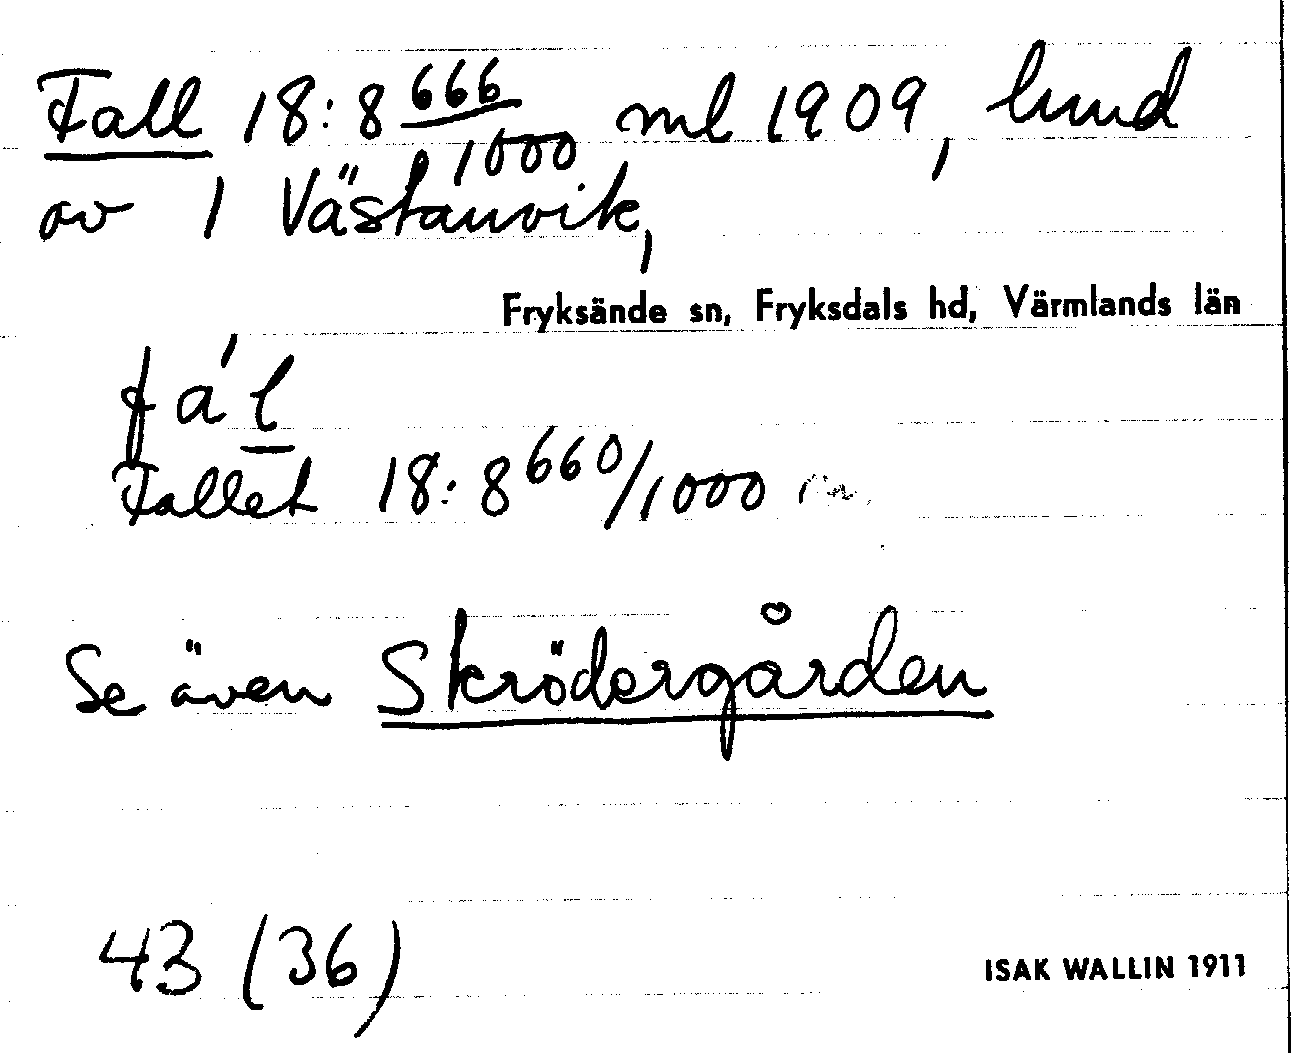 Fall 18:8 666/1000 ml 1909, lund
av 1 Västanvik,
Fryksände sn, Fryksdals hd, Värmlands län
fa´l
Fallet 18:8 660/1000
Se även Skrödergården
43 (36)
ISAK WALLIN 1911